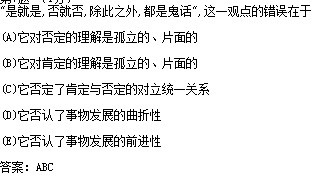 "是就是,否就否,除此之外,都是鬼话",这一观点的错误在于
(A)它对否定的理解是孤立的、片面的
(B)它对肯定的理解是孤立的、片面的
(C)它否定了肯定与否定的对立统一关系
(D)它否认了事物发展的曲折性
(E)它否认了事物发展的前进性
答案: ABC